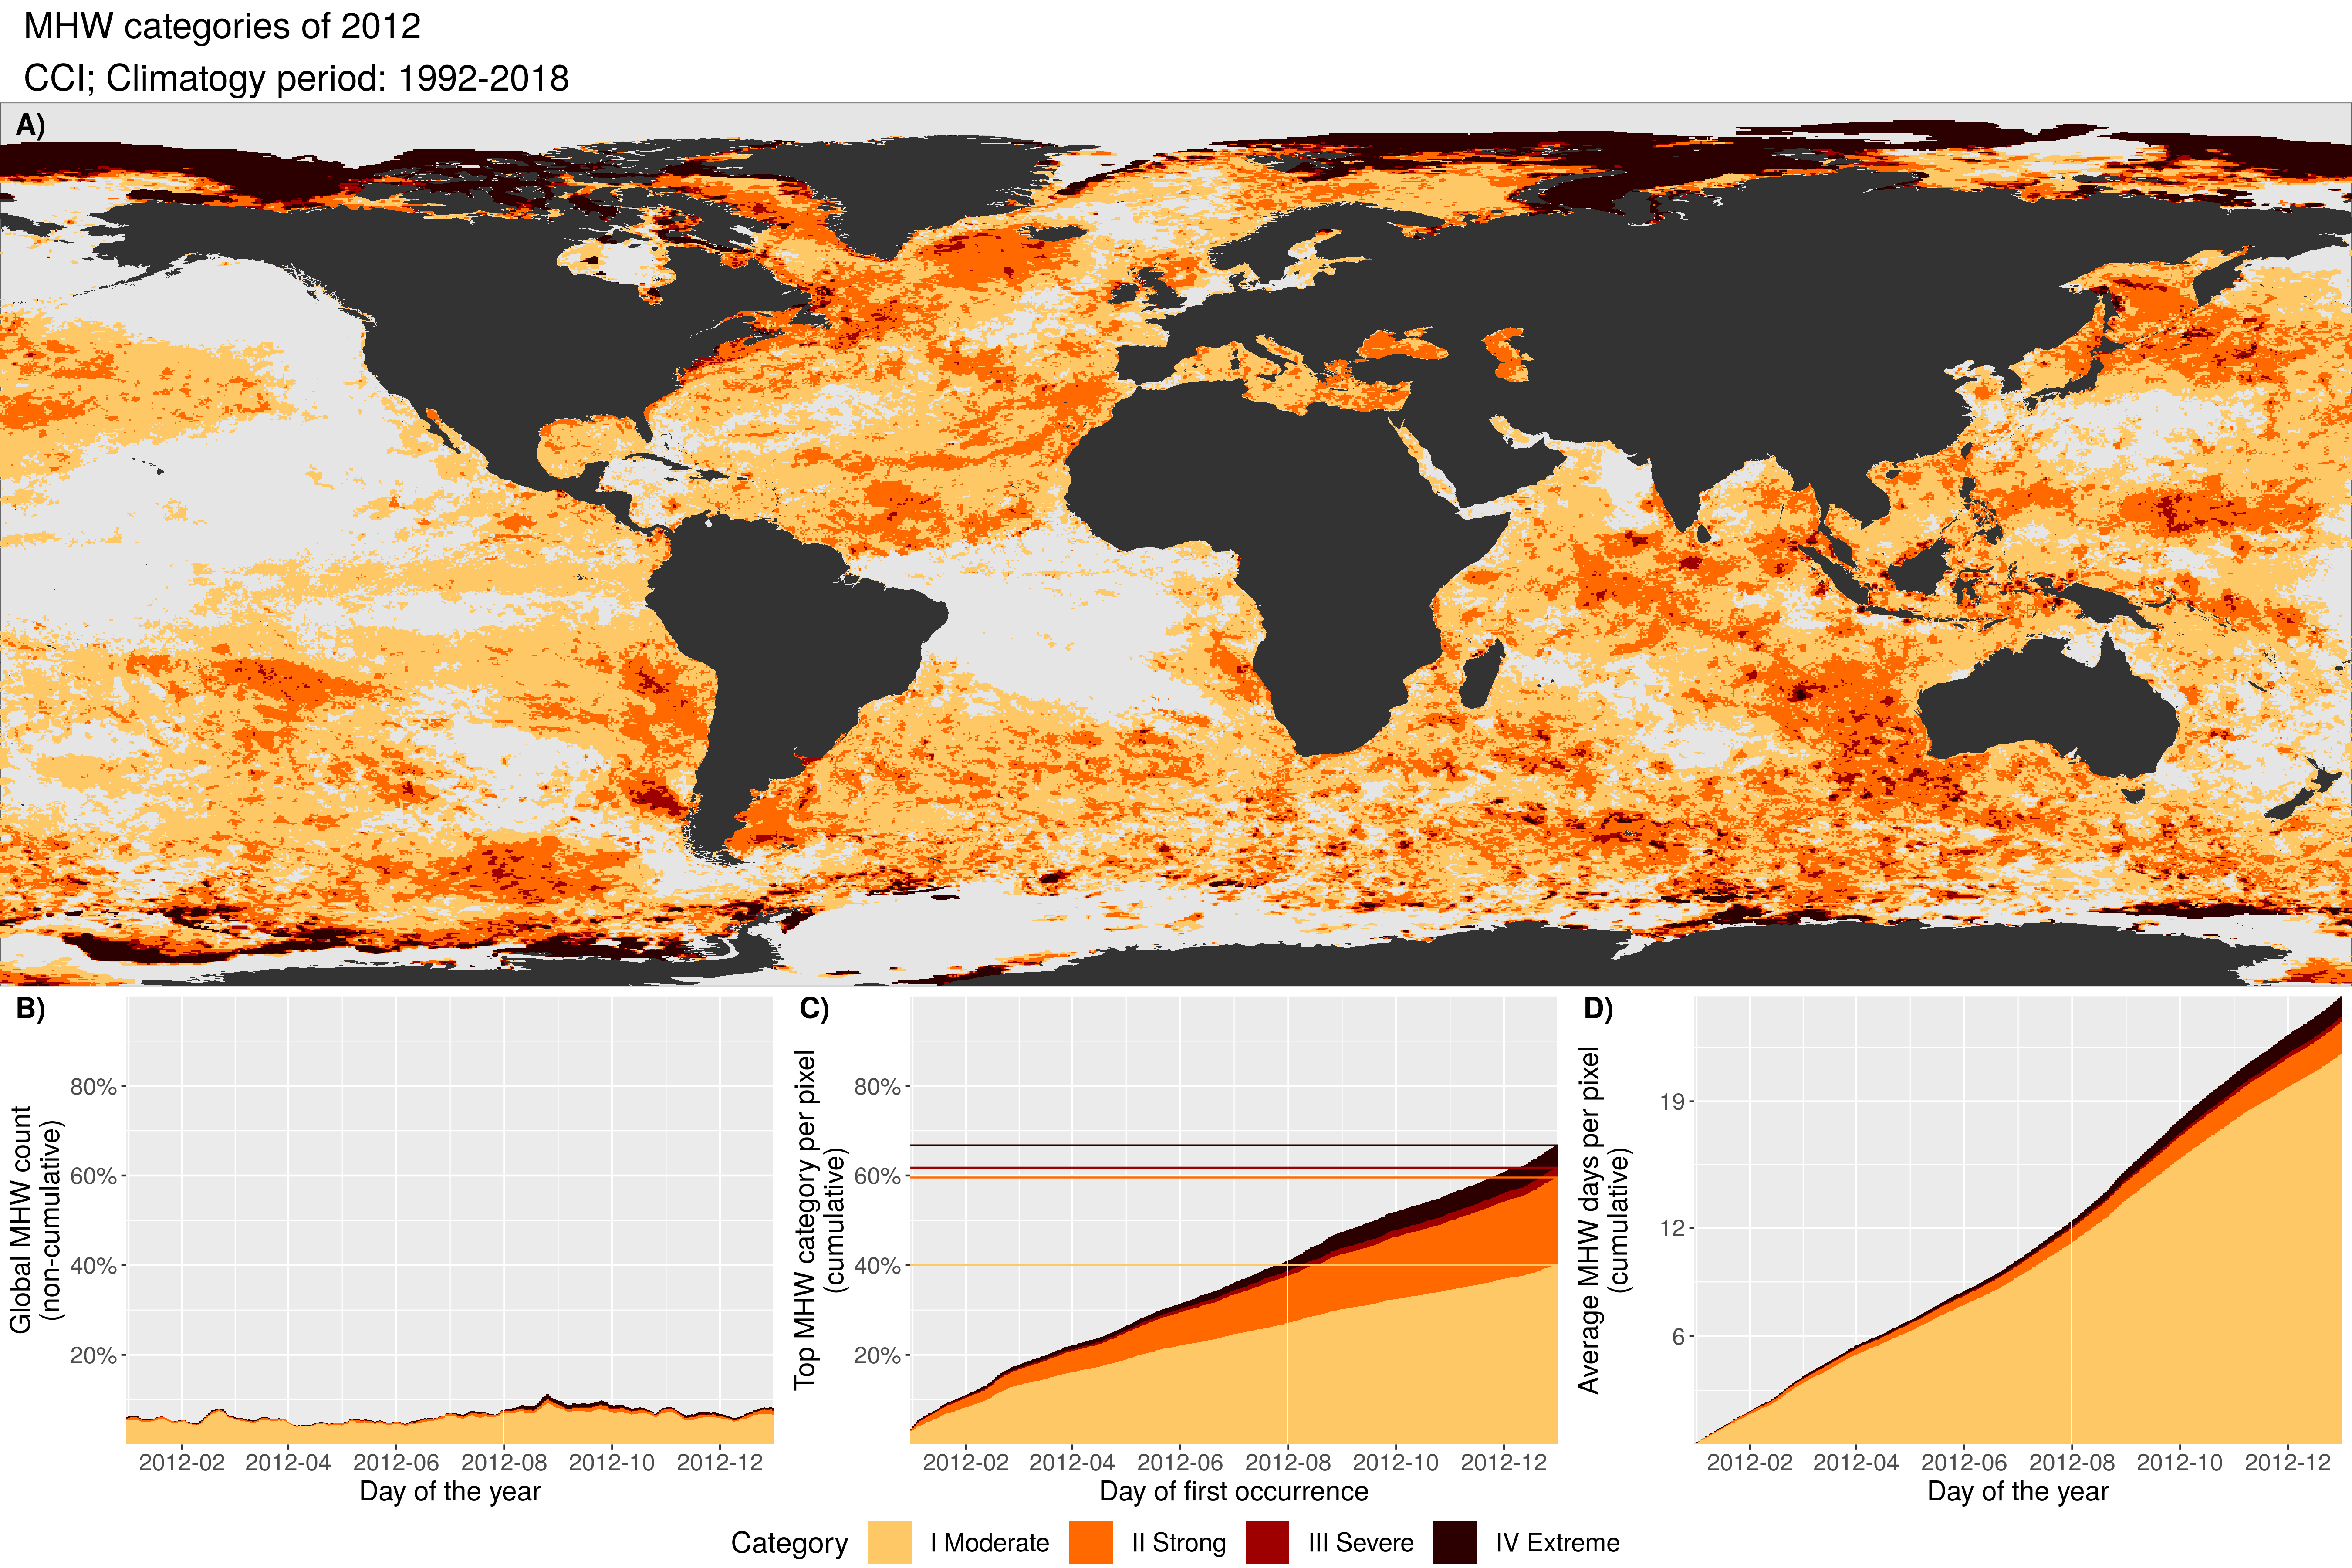 MHW categories of 2012
CCI; Climatogy period: 1992-2018
A)
B)
Global MHW count
(non-cumulative)
80%
60%
40%
20%
2012-02 2012-04 2012-06 2012-08 2012-10 2012-12
Day of the year
C)
Top MHW category per pixel
(cumulative)
80%
60%
40%
20%
2012-02 2012-04 2012-06 2012-08 2012-10 2012-12
Day of first occurrence
D)
Average MHW days per pixel
(cumulative)
19
12
6
2012-02 2012-04 2012-06 2012-08 2012-10 2012-12
Day of the year
Category I Moderate II Strong III Severe IV Extreme